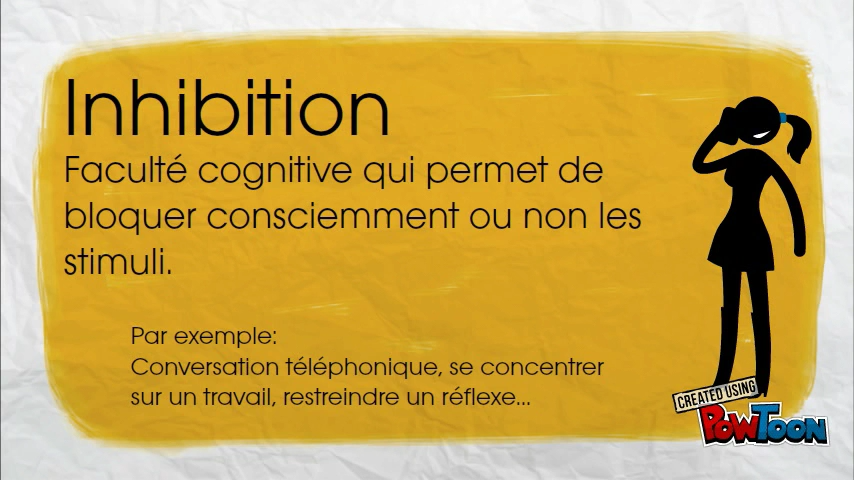 Inhibition
Faculté cognitive qui permet de
bloquer consciemment ou non les
stimuli.
Par exemple:
Conversation téléphonique, se concentrer
sur un travail, restreindre un réflexe...
CREATED USING
POWTOON